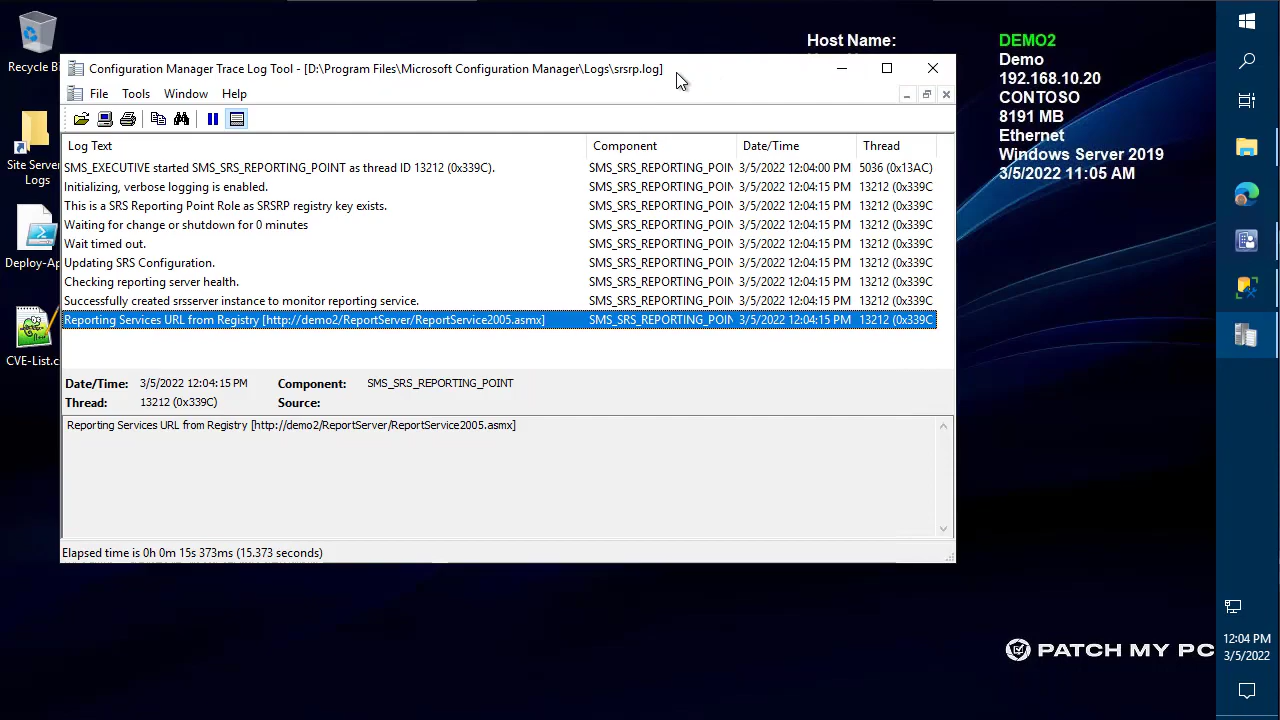 Recycle B
Host Name:
DEMO2
Demo
192.168.10.20
CONTOSO
8191 MB
Ethernet
Windows Server 2019
3/5/2022 11:05 AM
Configuration Manager Trace Log Tool - [D:\Program Files\Microsoft Configuration Manager\Logs\srsrp.log]
File Tools Window Help
Log Text Component Date/Time Thread
SMS_EXECUTIVE started SMS_SRS_REPORTING_POINT as thread ID 13212 (0x339C). SMS_SRS_REPORTING_POIN 3/5/2022 12:04:00 PM 5036 (0x13AC)
Initializing, verbose logging is enabled. SMS_SRS_REPORTING_POIN 3/5/2022 12:04:15 PM 13212 (0x339C
This is a SRS Reporting Point Role as SRSRP registry key exists. SMS_SRS_REPORTING_POIN 3/5/2022 12:04:15 PM 13212 (0x339C
Waiting for change or shutdown for 0 minutes SMS_SRS_REPORTING_POIN 3/5/2022 12:04:15 PM 13212 (0x339C
Wait timed out. SMS_SRS_REPORTING_POIN 3/5/2022 12:04:15 PM 13212 (0x339C
Updating SRS Configuration. SMS_SRS_REPORTING_POIN 3/5/2022 12:04:15 PM 13212 (0x339C
Checking reporting server health. SMS_SRS_REPORTING_POIN 3/5/2022 12:04:15 PM 13212 (0x339C
Successfully created srsserver instance to monitor reporting service. SMS_SRS_REPORTING_POIN 3/5/2022 12:04:15 PM 13212 (0x339C
Reporting Services URL from Registry [http://demo2/ReportServer/ReportService2005.asmx] SMS_SRS_REPORTING_POIN 3/5/2022 12:04:15 PM 13212 (0x339C
Date/Time: 3/5/2022 12:04:15 PM Component: SMS_SRS_REPORTING_POINT
Thread: 13212 (0x339C) Source:
Reporting Services URL from Registry [http://demo2/ReportServer/ReportService2005.asmx]
Elapsed time is 0h 0m 15s 373ms (15.373 seconds)
Site Server
Logs
Deploy-Ap
CVE-List.c
PATCH MY PC
12:04 PM
3/5/2022